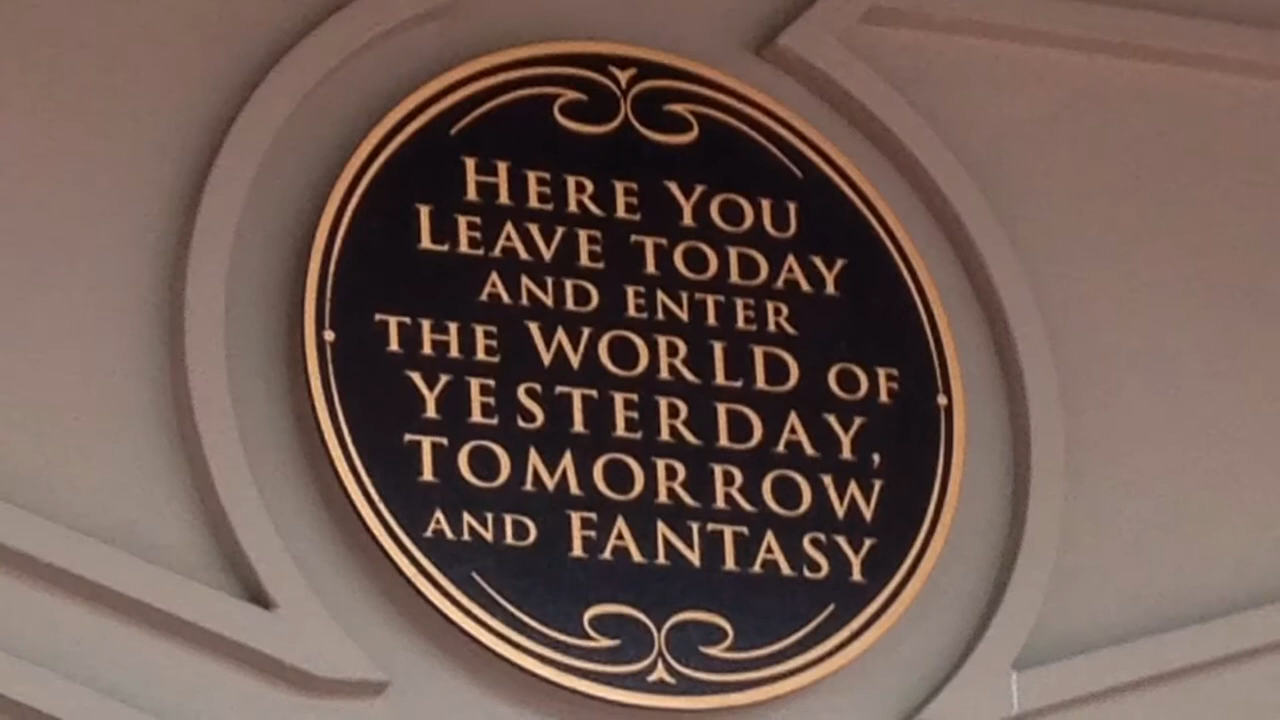 HERE YOU
LEAVE TODAY
AND ENTER
THE WORLD OF
YESTERDAY,
TOMORROW
AND FANTASY